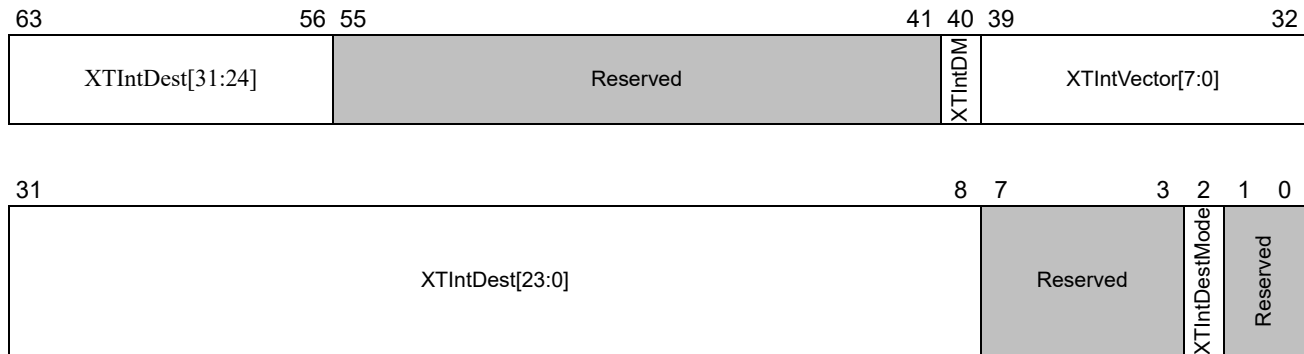 63 56 55 41 40 39 32
XTIntDest[31:24] Reserved XTIntDM XTIntVector[7:0]
31 8 7 3 2 1 0
XTIntDest[23:0] Reserved XTIntDestMode Reserved